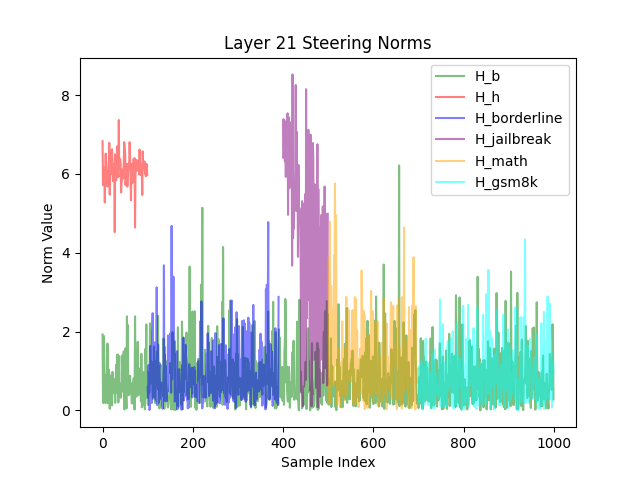 Layer 21 Steering Norms
H_b
H_h
H_borderline
H_jailbreak
H_math
H_gsm8k
Norm Value
8
6
4
2
0
0 200 400 600 800 1000
Sample Index